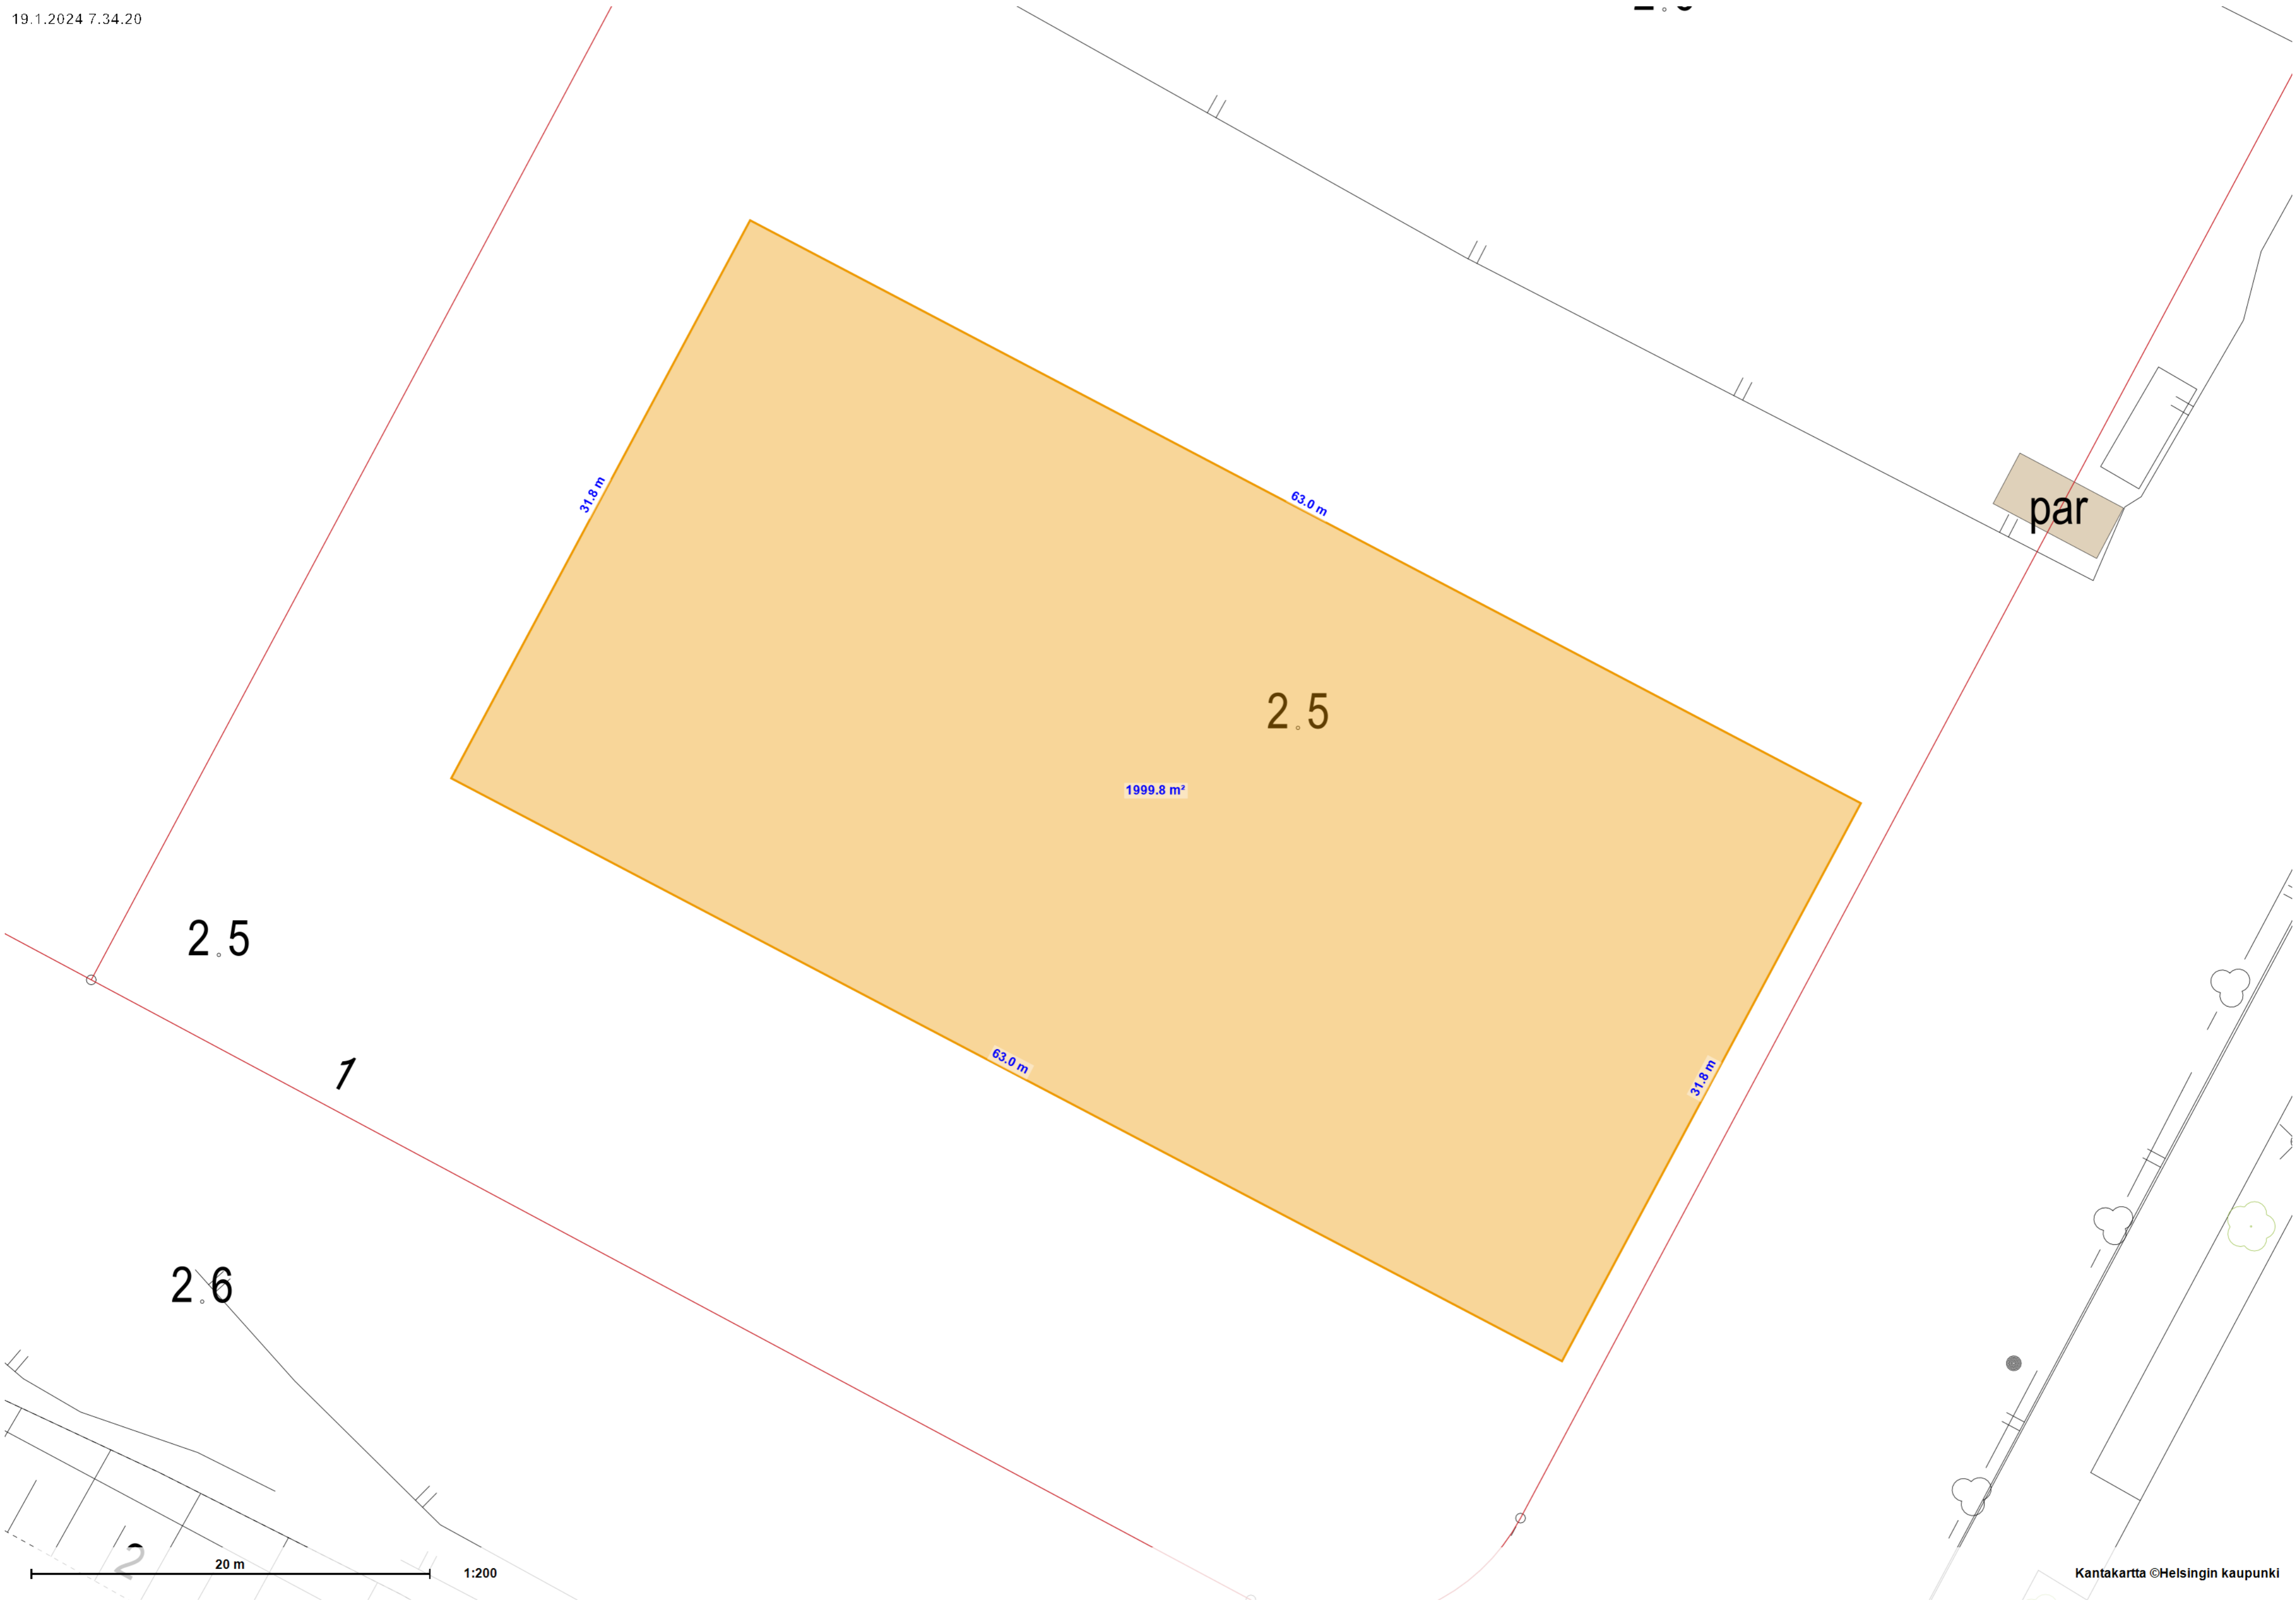 19.1.2024 7.34.20
31.8 m
63.0 m
par
2.5
1999.8 m²
2.5
63.0 m
31.8 m
1
2.6
2
20 m
1:200
Kantakartta ©Helsingin kaupunki